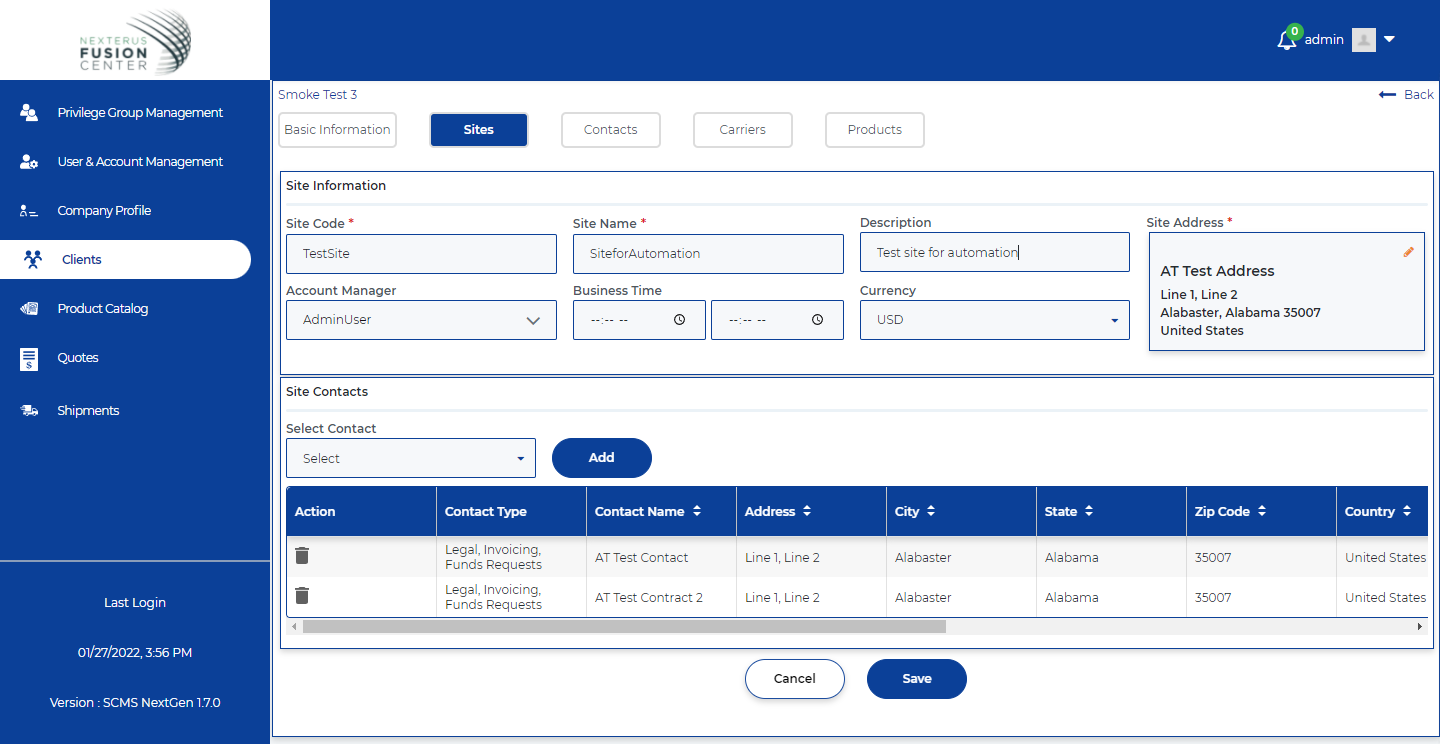 NEXTERUS
FUSION
CENTER
0
admin
Privilege Group Management
User & Account Management
Company Profile
Clients
Product Catalog
Quotes
Shipments
Last Login
01/27/2022, 3:56 PM
Version : SCMS NextGen 1.7.0
Smoke Test 3
Back
Basic Information
Sites
Contacts
Carriers
Products
Site Information
Site Code *
Site Name *
Description
Site Address *
TestSite
SiteforAutomation
Test site for automation
AT Test Address
Line 1, Line 2
Alabaster, Alabama 35007
United States
Account Manager
Business Time
Currency
AdminUser
--:-- --
--:-- --
USD
Site Contacts
Select Contact
Select
Add
Action Contact Type Contact Name Address City State Zip Code Country
Legal, Invoicing,
Funds Requests
AT Test Contact Line 1, Line 2 Alabaster Alabama 35007 United States
Legal, Invoicing,
Funds Requests
AT Test Contract 2 Line 1, Line 2 Alabaster Alabama 35007 United States
Cancel
Save